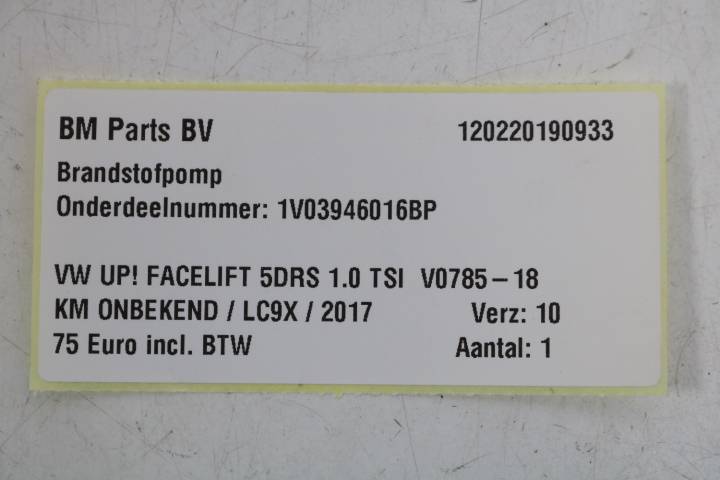 BM Parts BV 120220190933
Brandstofpomp
Onderdeelnummer: 1V03946016BP
VW UP! FACELIFT 5DRS 1.0 TSI V0785-18
KM ONBEKEND / LC9X / 2017 Verz: 10
75 Euro incl. BTW Aantal: 1